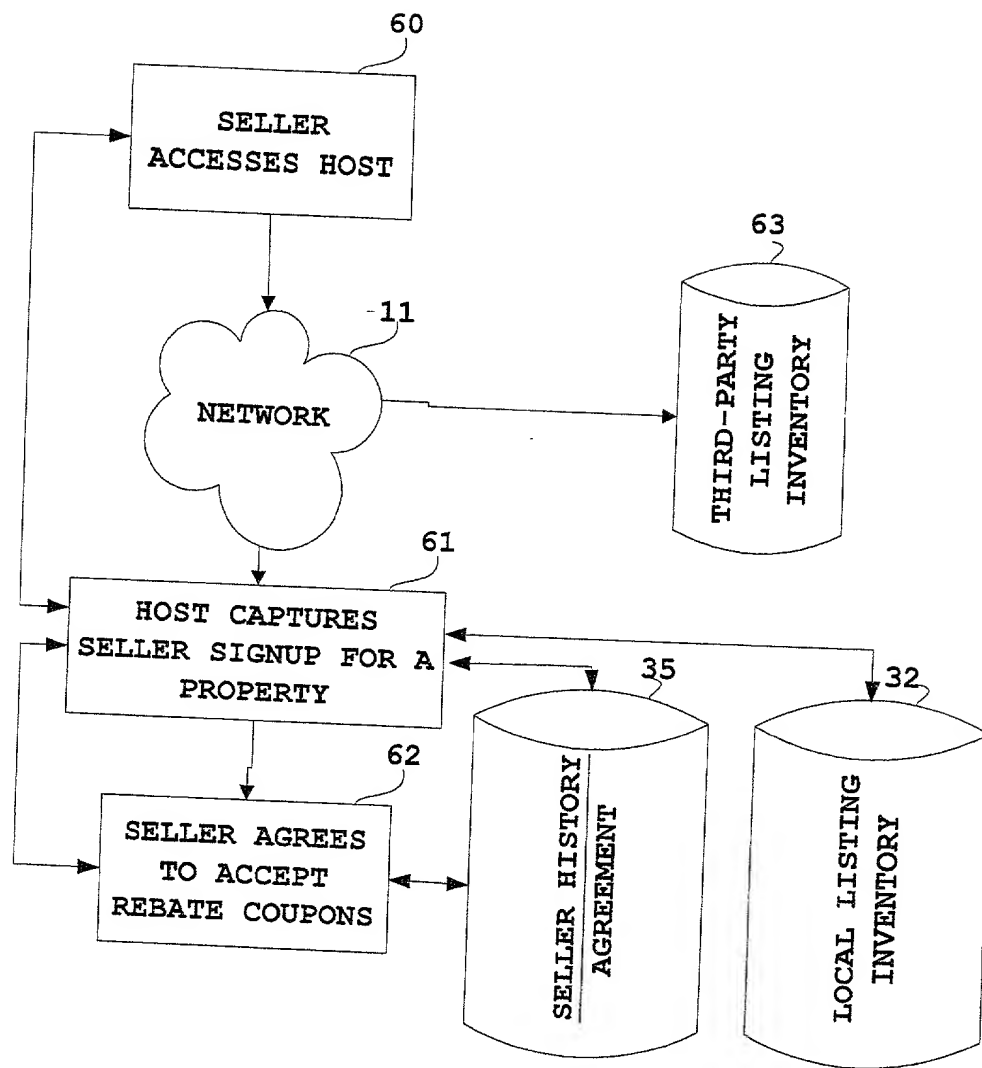 60
SELLER
ACCESSES HOST
63
THIRD-PARTY
LISTING
INVENTORY
11
NETWORK
61
HOST CAPTURES
SELLER SIGNUP FOR A
PROPERTY
35
SELLER HISTORY
AGREEMENT
32
LOCAL LISTING
INVENTORY
62
SELLER AGREES
TO ACCEPT
REBATE COUPONS